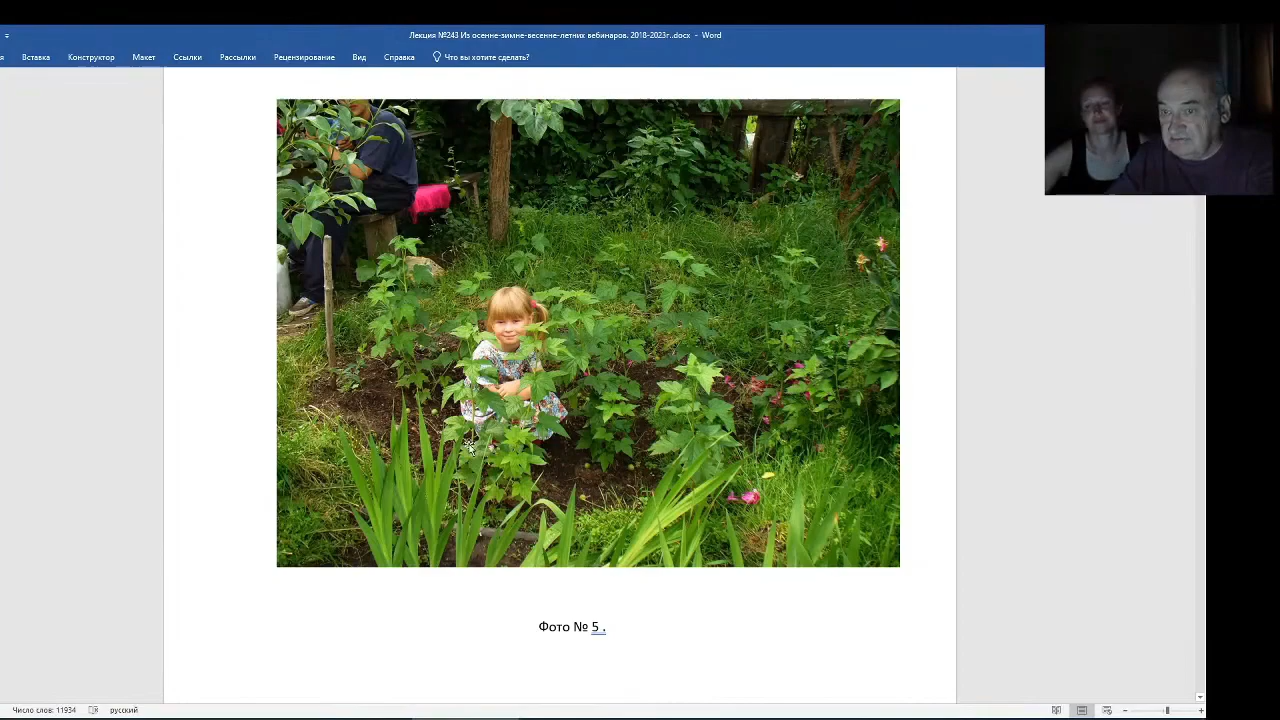 Лекция №243 Из осенне-зимне-весенне-летних вебинаров. 2018-2023г..docx - Word
Вставка Конструктор Макет Ссылки Рассылки Рецензирование Вид Справка Что вы хотите сделать?
Фото № 5 .
Число слов: 11934 русский